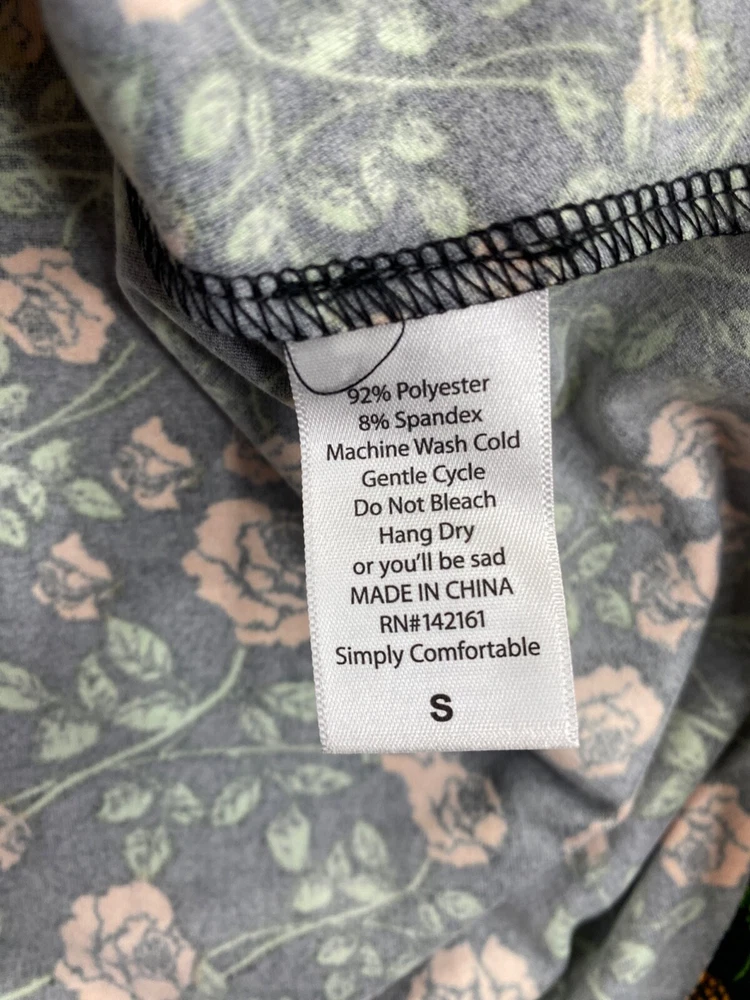 92% Polyester
8% Spandex
Machine Wash Cold
Gentle Cycle
Do Not Bleach
Hang Dry
or you'll be sad
MADE IN CHINA
RN#142161
Simply Comfortable
S